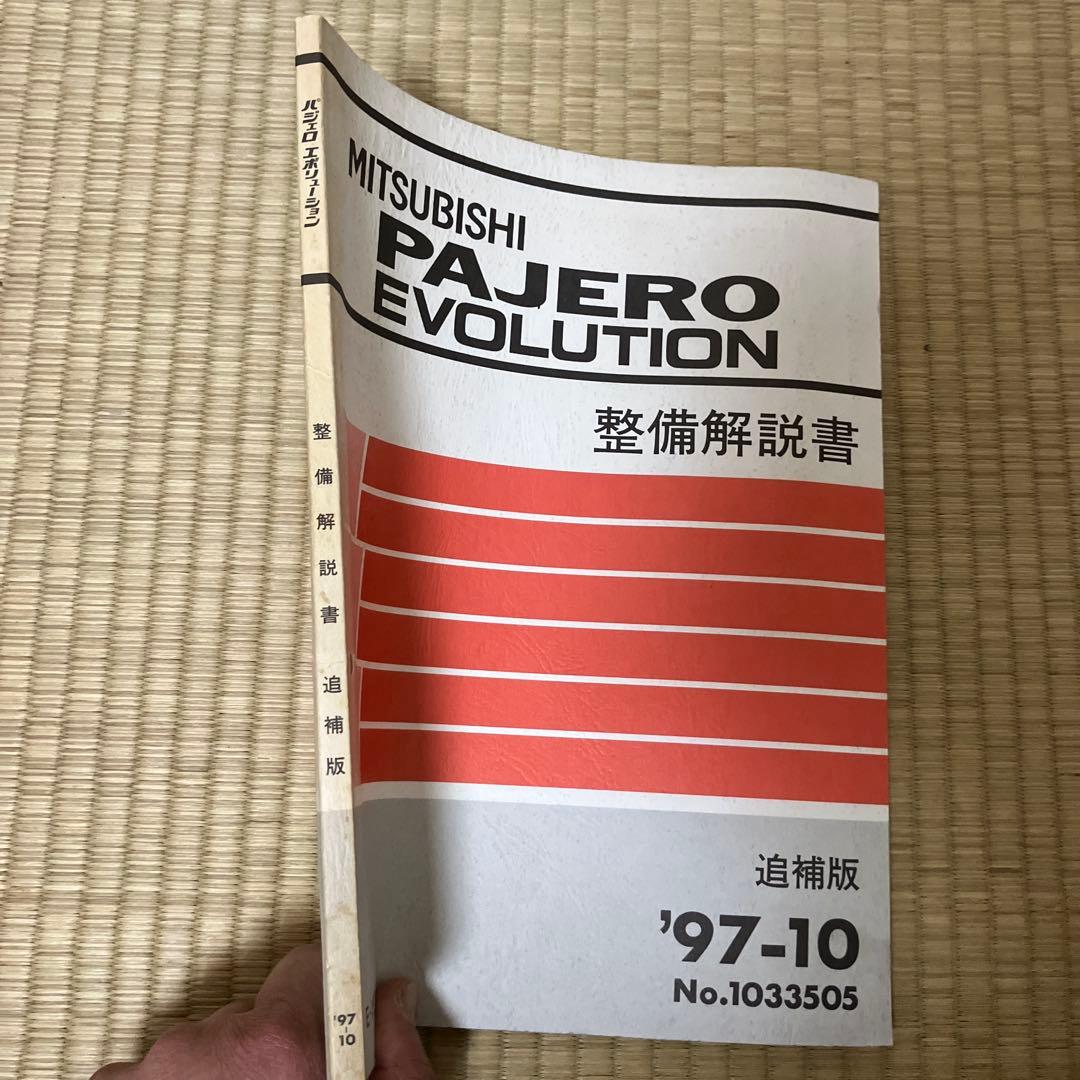 パジェロ エボリューション
整備解説書 追補版
'97-10
MITSUBISHI
PAJERO
EVOLUTION
整備解説書
追補版
'97-10
No.1033505